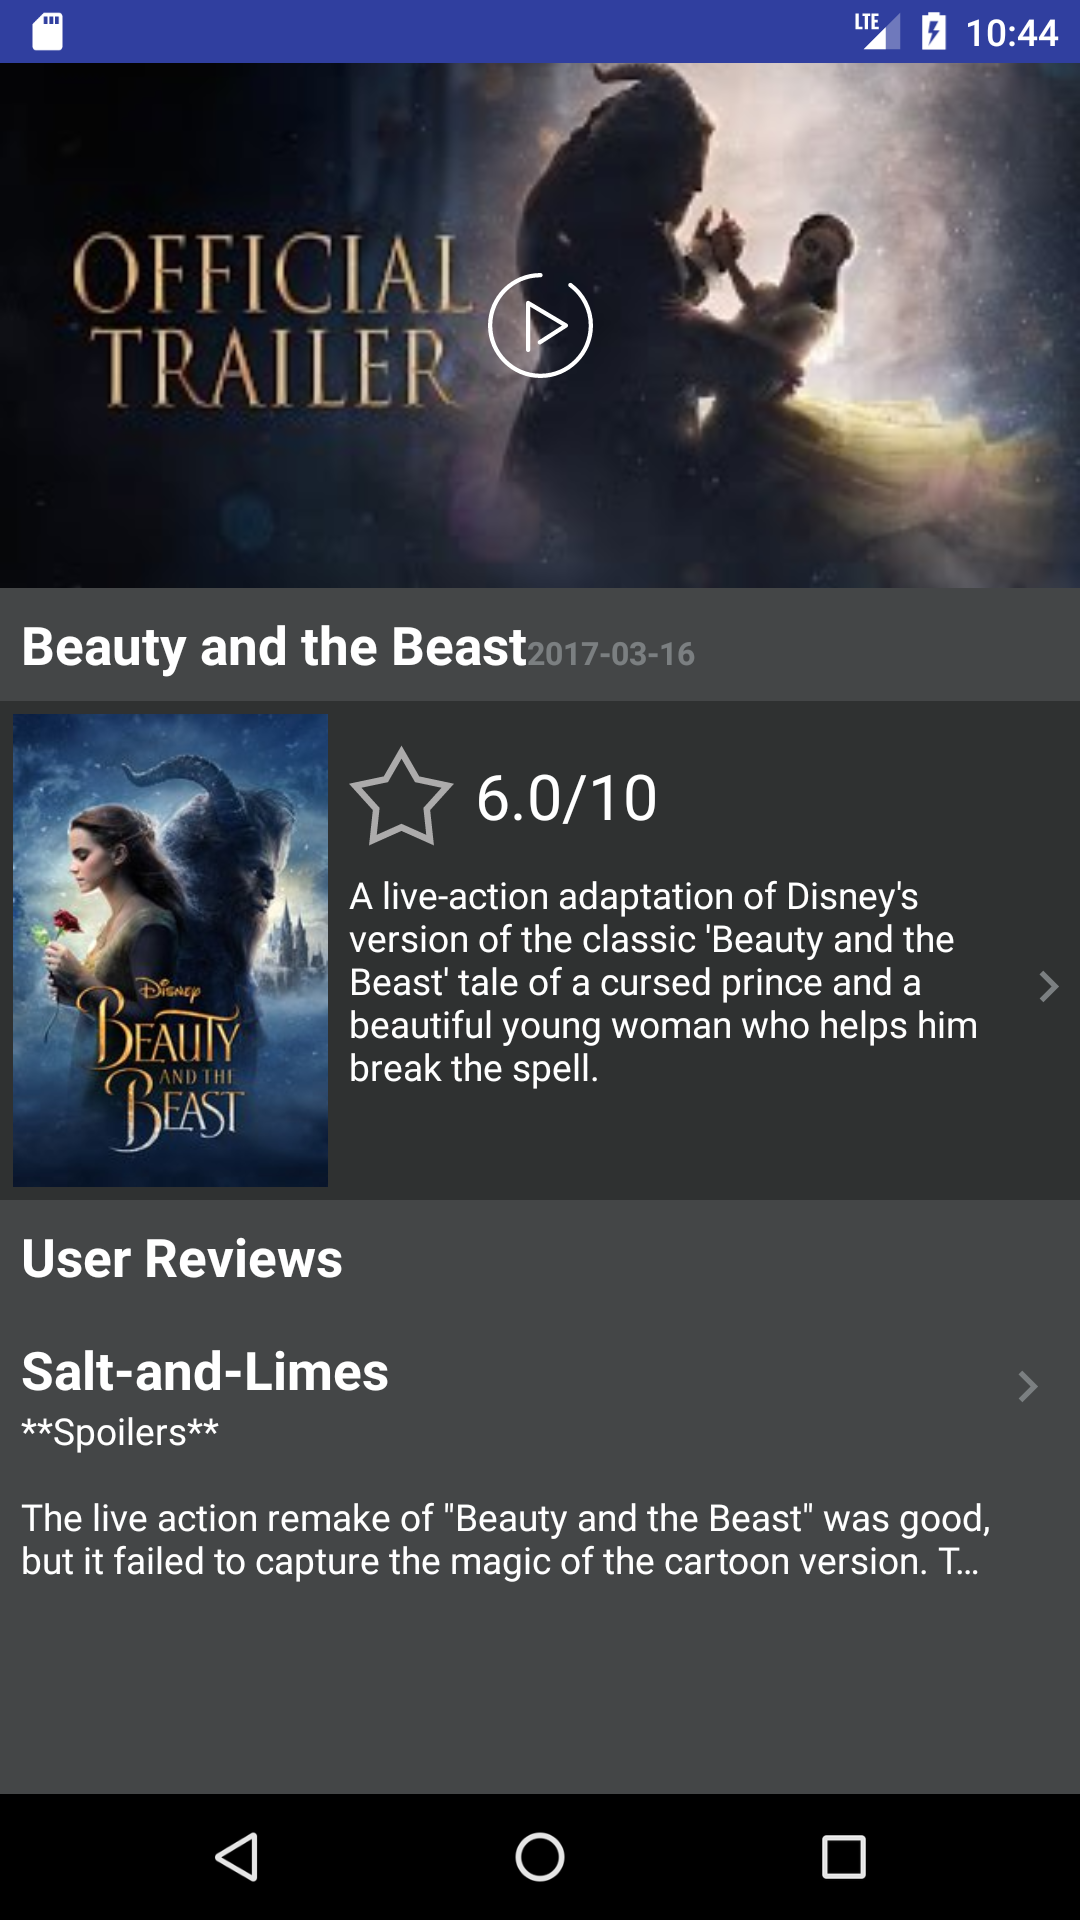 LTE 10:44
OFFICIAL
TRAILER
Beauty and the Beast 2017-03-16
Disney
BEAUTY
AND THE
BEAST
6.0/10
A live-action adaptation of Disney's
version of the classic 'Beauty and the
Beast' tale of a cursed prince and a
beautiful young woman who helps him
break the spell.
User Reviews
Salt-and-Limes
**Spoilers**
The live action remake of "Beauty and the Beast" was good,
but it failed to capture the magic of the cartoon version. T...